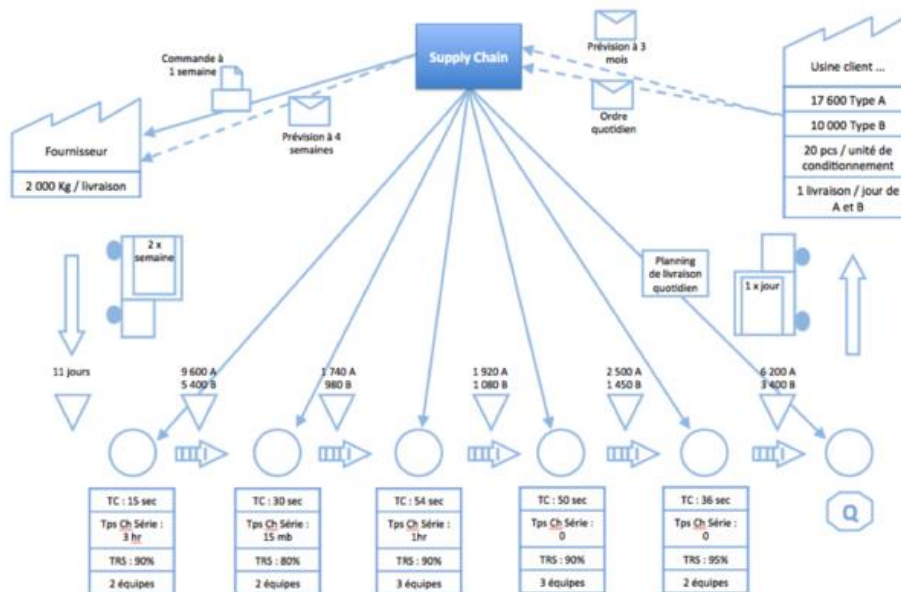 Commande à
1 semaine
Supply Chain
Prévision à 3
mois
Usine client ...
17 600 Type A
10 000 Type B
20 pcs / unité de
conditionnement
1 livraison / jour de
A et B
Prévision à 4
semaines
Ordre
quotidien
Fournisseur
2 000 Kg / livraison
2 x
semaine
Planning
de livraison
quotidien
1 x jour
11 jours
9 600 A
5 400 B
1 740 A
980 B
1 920 A
1 080 B
2 500 A
1 450 B
6 200 A
3 400 B
TC : 15 sec
Tps Ch Série :
3 hr
TRS : 90%
2 équipes
TC : 30 sec
Tps Ch Série :
15 mb
TRS : 80%
2 équipes
TC : 54 sec
Tps Ch Série :
1hr
TRS : 90%
3 équipes
TC : 50 sec
Tps Ch Série :
0
TRS : 90%
3 équipes
TC : 36 sec
Tps Ch Série :
0
TRS : 95%
2 équipes
Q